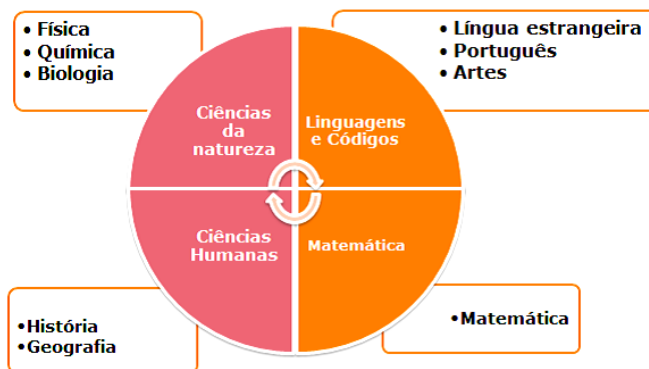 • Física
• Química
• Biologia
• Língua estrangeira
• Português
• Artes
Ciências
da
natureza
Linguagens
e Códigos
Ciências
Humanas
Matemática
•História
•Geografia
•Matemática